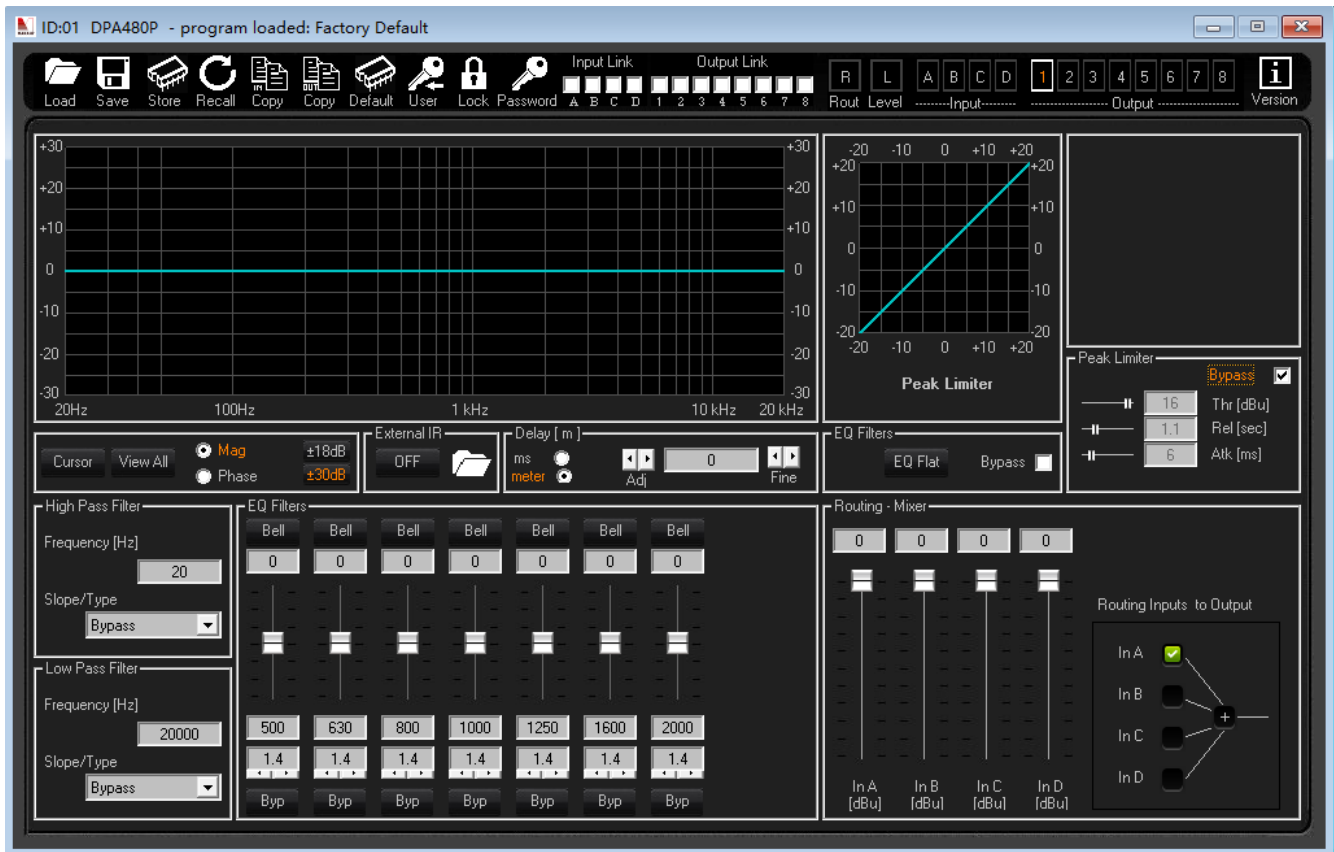 ID:01 DPA480P - program loaded: Factory Default
Input Link Output Link
R L A B C D 1 2 3 4 5 6 7 8
IN OUT
Load Save Store Recall Copy Copy Default User Lock Password A B C D 1 2 3 4 5 6 7 8 Rout Level --------Input------- ------------------- Output -------------------- Version
+30 +30
+20 +20
+10 +10
0 0
-10 -10
-20 -20
-30 -30
20Hz 100Hz 1 kHz 10 kHz 20 kHz
-20 -10 0 +10 +20
+20 +20
+10 +10
0 0
-10 -10
-20 -20
-20 -10 0 +10 +20
Peak Limiter
Peak Limiter
Bypass
16 Thr [dBu]
1.1 Rel [sec]
6 Atk [ms]
Cursor View All Mag ±18dB
Phase ±30dB
External IR
OFF
Delay [ m ]
ms
meter
Adj 0 Fine
EQ Filters
EQ Flat Bypass
High Pass Filter
Frequency [Hz]
20
Slope/Type
Bypass
Low Pass Filter
Frequency [Hz]
20000
Slope/Type
Bypass
EQ Filters
Bell Bell Bell Bell Bell Bell Bell
0 0 0 0 0 0 0
500 630 800 1000 1250 1600 2000
1.4 1.4 1.4 1.4 1.4 1.4 1.4
Byp Byp Byp Byp Byp Byp Byp
Routing - Mixer
0 0 0 0
In A In B In C In D
[dBu] [dBu] [dBu] [dBu]
Routing Inputs to Output
In A
In B
In C
In D
+